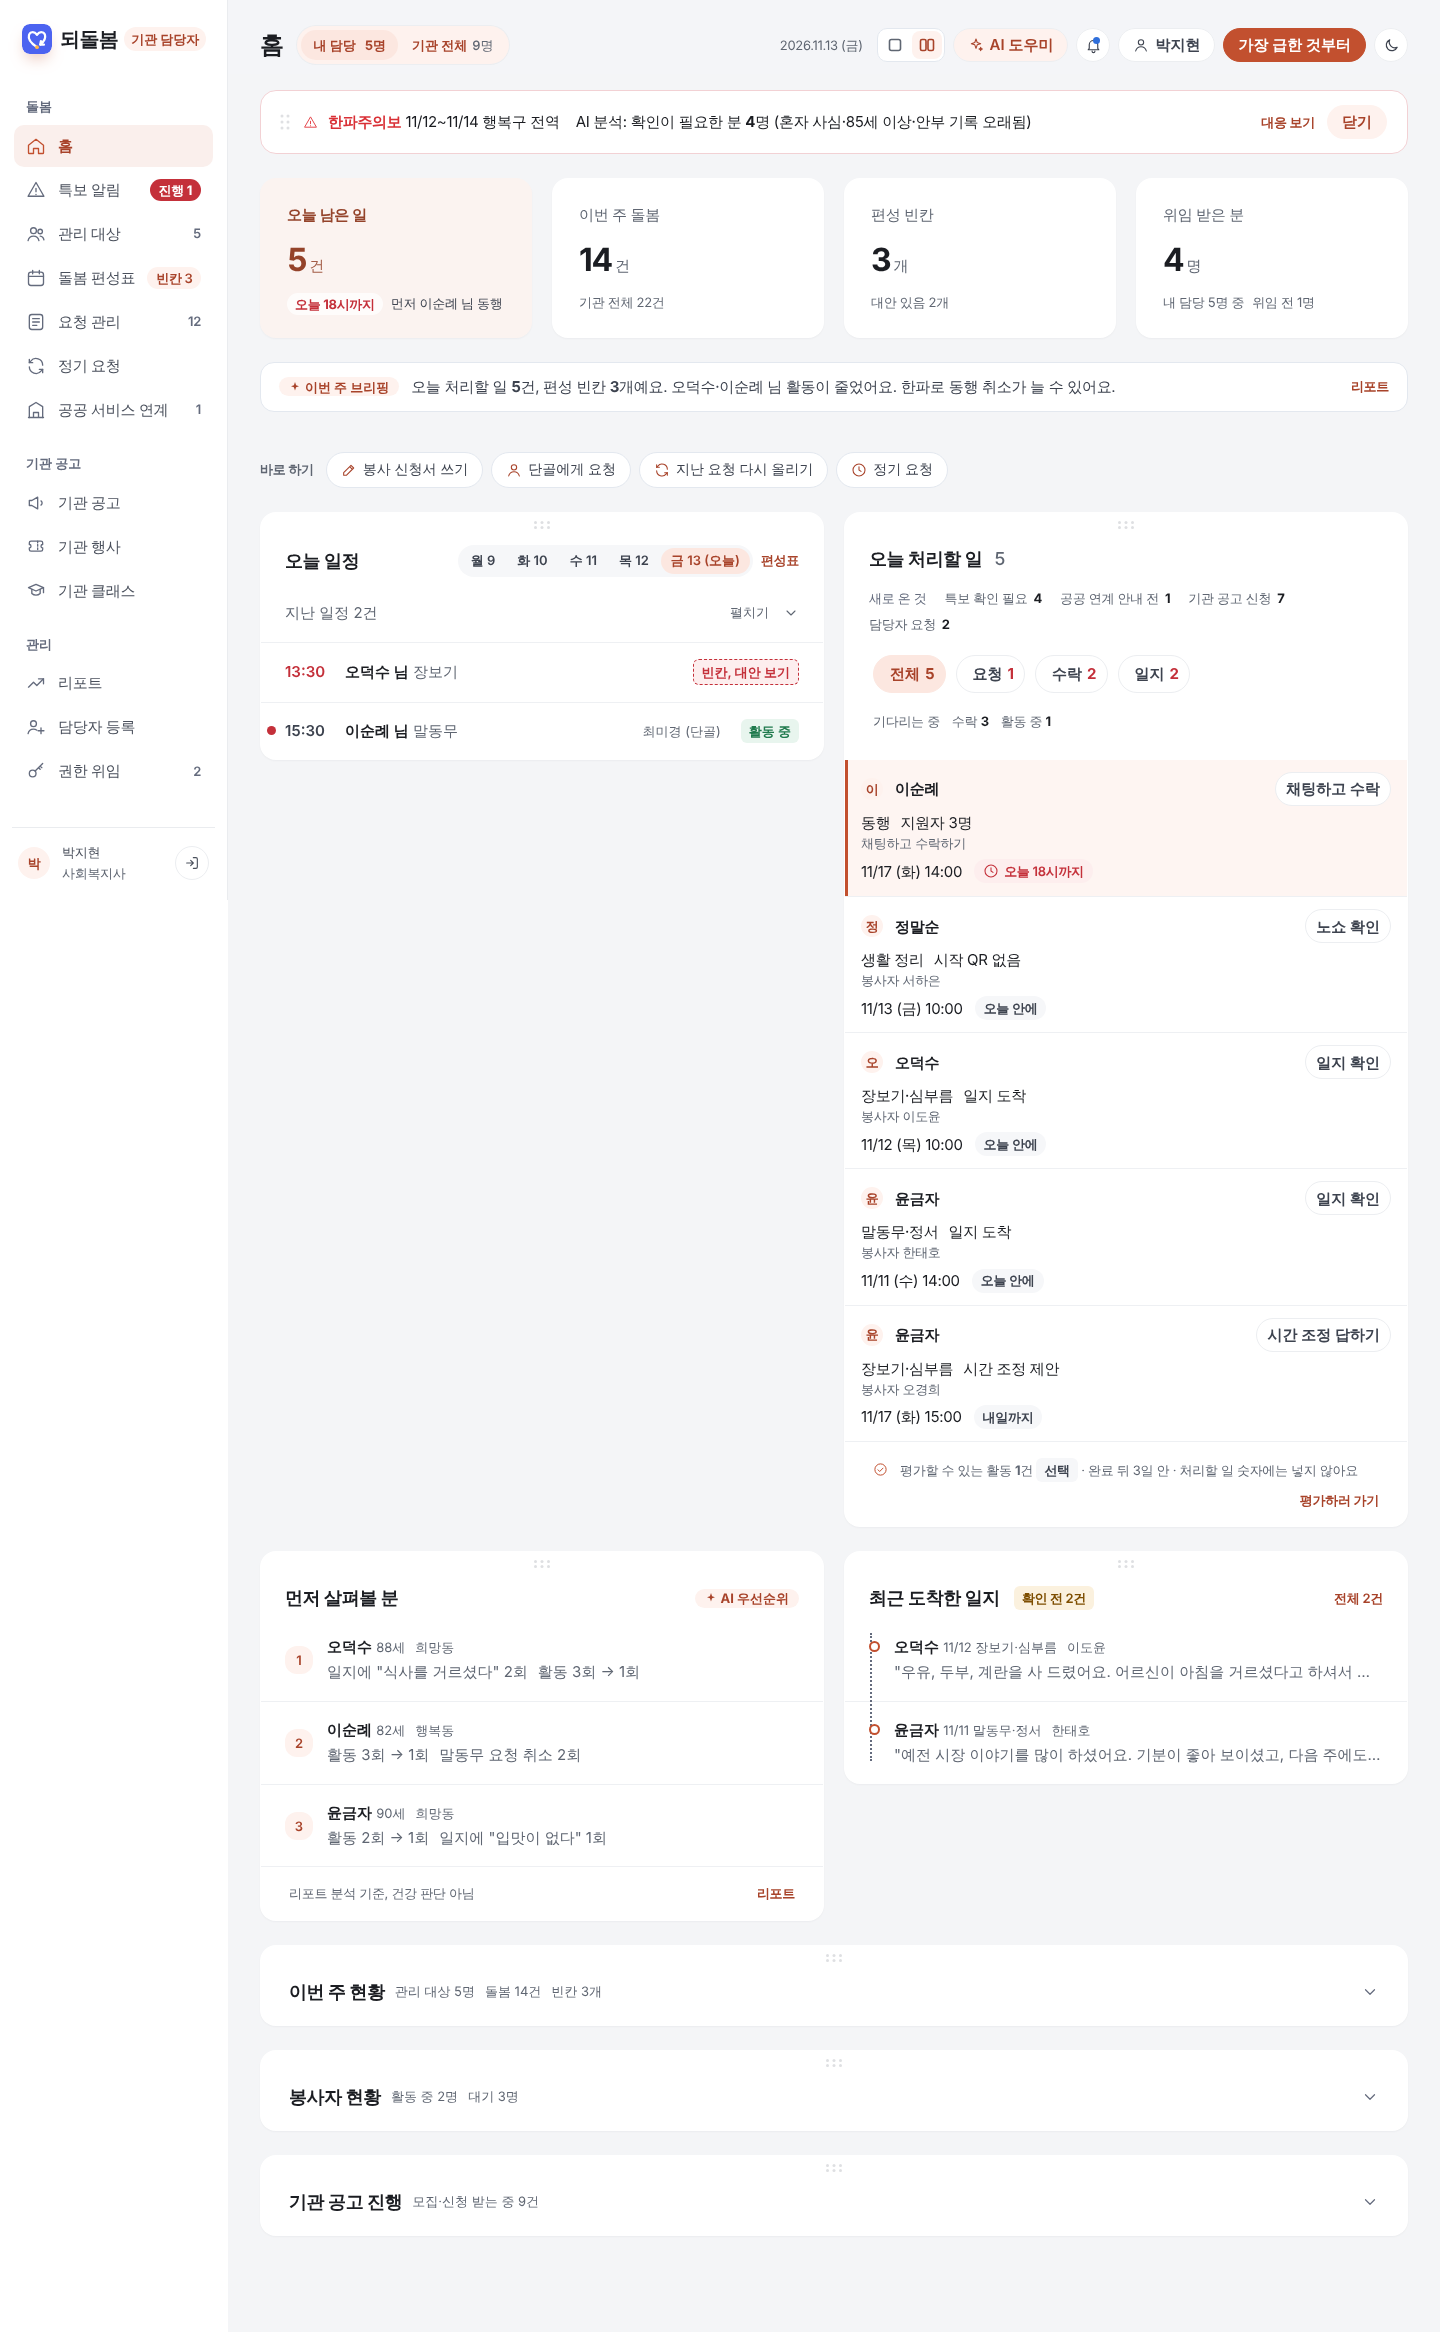 되돌봄 기관 담당자
돌봄
홈
특보 알림 진행 1
관리 대상 5
돌봄 편성표 빈칸 3
요청 관리 12
정기 요청
공공 서비스 연계 1
기관 공고
기관 공고
기관 행사
기관 클래스
관리
리포트
담당자 등록
권한 위임 2
박 박지현
사회복지사
홈 내 담당 5명 기관 전체 9명 2026.11.13 (금) AI 도우미 박지현 가장 급한 것부터
한파주의보 11/12~11/14 행복구 전역 AI 분석: 확인이 필요한 분 4명 (혼자 사심·85세 이상·안부 기록 오래됨) 대응 보기 닫기
오늘 남은 일
5건
오늘 18시까지 먼저 이순례 님 동행
이번 주 돌봄
14건
기관 전체 22건
편성 빈칸
3개
대안 있음 2개
위임 받은 분
4명
내 담당 5명 중 위임 전 1명
이번 주 브리핑 오늘 처리할 일 5건, 편성 빈칸 3개예요. 오덕수·이순례 님 활동이 줄었어요. 한파로 동행 취소가 늘 수 있어요. 리포트
바로 하기 봉사 신청서 쓰기 단골에게 요청 지난 요청 다시 올리기 정기 요청
오늘 일정 월 9 화 10 수 11 목 12 금 13 (오늘) 편성표
지난 일정 2건 펼치기
13:30 오덕수 님 장보기 빈칸, 대안 보기
15:30 이순례 님 말동무 최미경 (단골) 활동 중
오늘 처리할 일 5
새로 온 것 특보 확인 필요 4 공공 연계 안내 전 1 기관 공고 신청 7
담당자 요청 2
전체 5 요청 1 수락 2 일지 2
기다리는 중 수락 3 활동 중 1
이 이순례 채팅하고 수락
동행 지원자 3명
채팅하고 수락하기
11/17 (화) 14:00 오늘 18시까지
정 정말순 노쇼 확인
생활 정리 시작 QR 없음
봉사자 서하은
11/13 (금) 10:00 오늘 안에
오 오덕수 일지 확인
장보기·심부름 일지 도착
봉사자 이도윤
11/12 (목) 10:00 오늘 안에
윤 윤금자 일지 확인
말동무·정서 일지 도착
봉사자 한태호
11/11 (수) 14:00 오늘 안에
윤 윤금자 시간 조정 답하기
장보기·심부름 시간 조정 제안
봉사자 오경희
11/17 (화) 15:00 내일까지
평가할 수 있는 활동 1건 선택 · 완료 뒤 3일 안 · 처리할 일 숫자에는 넣지 않아요
평가하러 가기
먼저 살펴볼 분 AI 우선순위
1 오덕수 88세 희망동
일지에 "식사를 거르셨다" 2회 활동 3회 → 1회
2 이순례 82세 행복동
활동 3회 → 1회 말동무 요청 취소 2회
3 윤금자 90세 희망동
활동 2회 → 1회 일지에 "입맛이 없다" 1회
리포트 분석 기준, 건강 판단 아님 리포트
최근 도착한 일지 확인 전 2건 전체 2건
오덕수 11/12 장보기·심부름 이도윤
"우유, 두부, 계란을 사 드렸어요. 어르신이 아침을 거르셨다고 하셔서 ...
윤금자 11/11 말동무·정서 한태호
"예전 시장 이야기를 많이 하셨어요. 기분이 좋아 보이셨고, 다음 주에도...
이번 주 현황 관리 대상 5명 돌봄 14건 빈칸 3개
봉사자 현황 활동 중 2명 대기 3명
기관 공고 진행 모집·신청 받는 중 9건